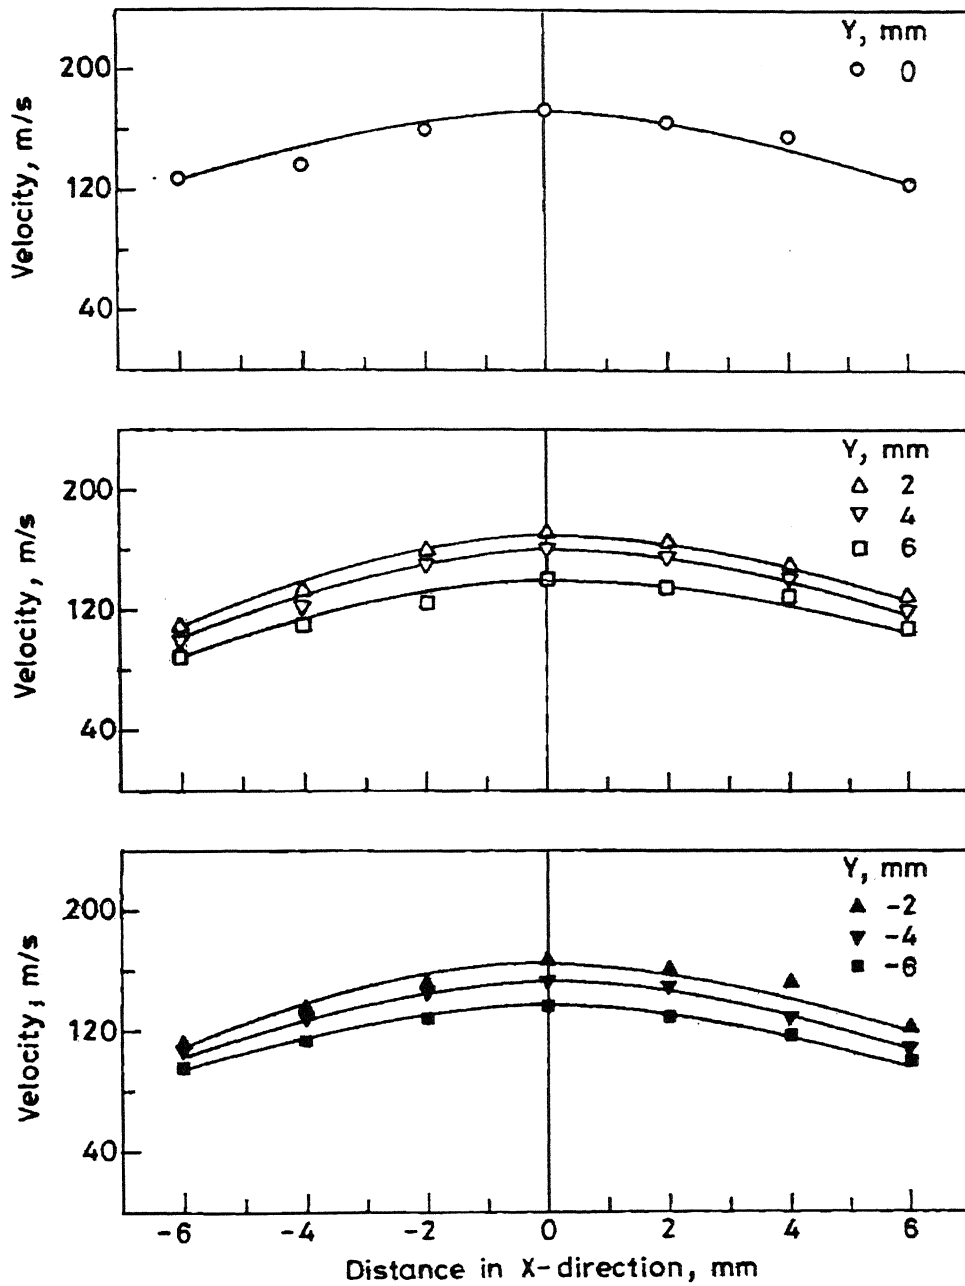 Y, mm
○ 0
200
120
40
Velocity, m/s
Y, mm
△ 2
▽ 4
□ 6
200
120
40
Velocity, m/s
Y, mm
▲ -2
▼ -4
■ -6
200
120
40
Velocity, m/s
-6 -4 -2 0 2 4 6
Distance in X-direction, mm